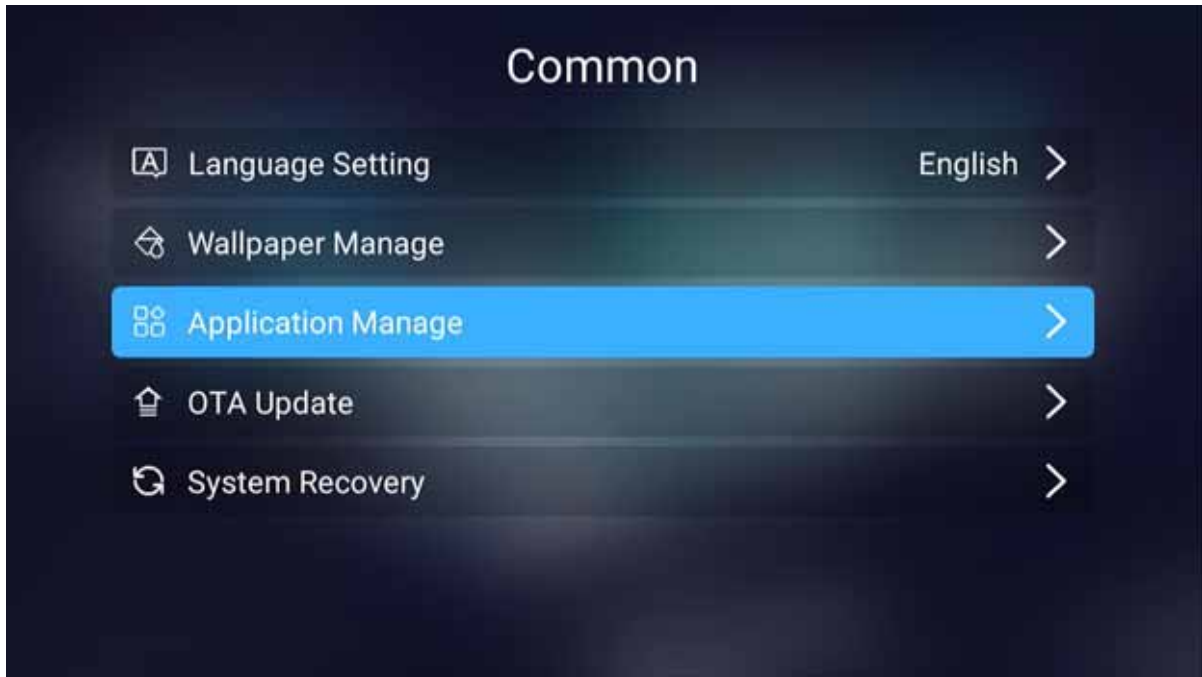 Common
Language Setting English
Wallpaper Manage
Application Manage
OTA Update
System Recovery